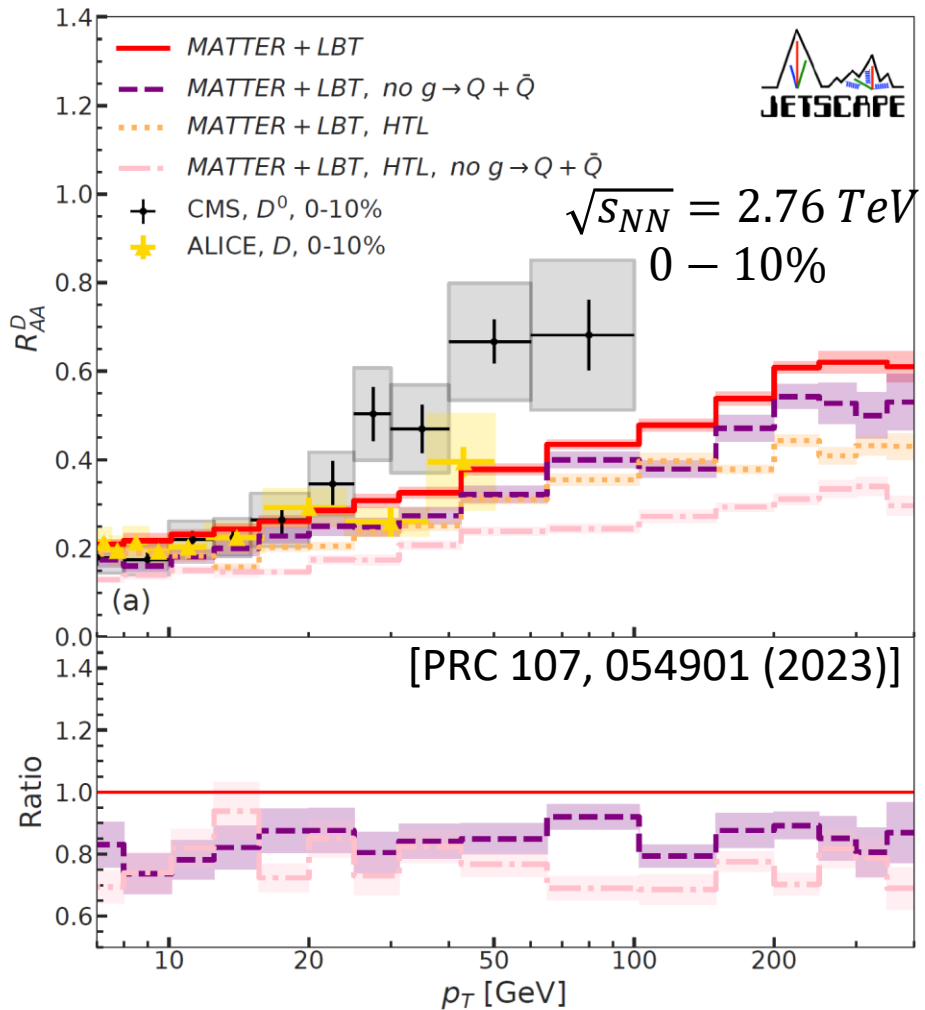 1.4
MATTER + LBT
MATTER + LBT, no g → Q + Q̄
1.2
MATTER + LBT, HTL
JETSCAPE
MATTER + LBT, HTL, no g → Q + Q̄
1.0
CMS, D⁰, 0-10%
√s_NN = 2.76 TeV
ALICE, D, 0-10%
0 − 10%
0.8
R^D_AA
0.6
0.4
0.2
(a)
0.0
[PRC 107, 054901 (2023)]
1.4
1.2
Ratio
1.0
0.8
0.6
10 20 50 100 200
p_T [GeV]